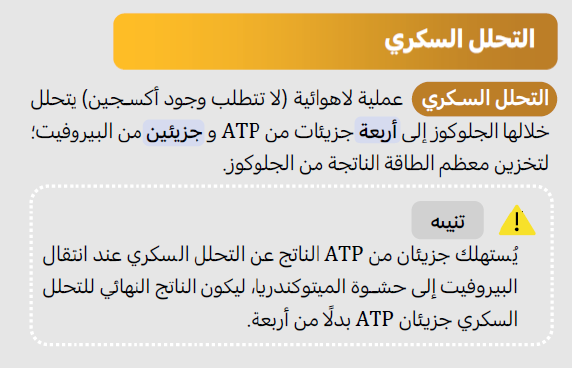 التحلل السكري
التحلل السكري عملية لاهوائية (لا تتطلب وجود أكسجين) يتحلل
خلالها الجلوكوز إلى أربعة جزيئات من ATP و جزيئين من البيروفيت؛
لتخزين معظم الطاقة الناتجة من الجلوكوز.
! تنبيه
يُستهلك جزيئان من ATP الناتج عن التحلل السكري عند انتقال
البيروفيت إلى حشوة الميتوكندريا، ليكون الناتج النهائي للتحلل
السكري جزيئان ATP بدلًا من أربعة.